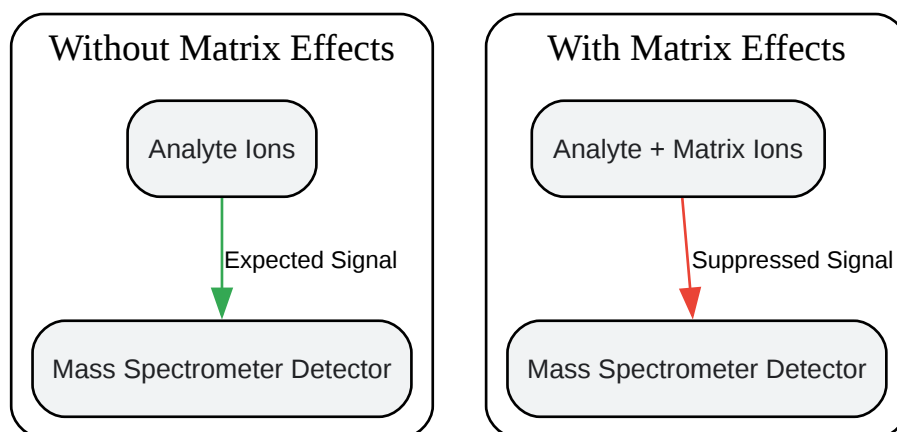 Without Matrix Effects
Analyte Ions
Expected Signal
Mass Spectrometer Detector
With Matrix Effects
Analyte + Matrix Ions
Suppressed Signal
Mass Spectrometer Detector